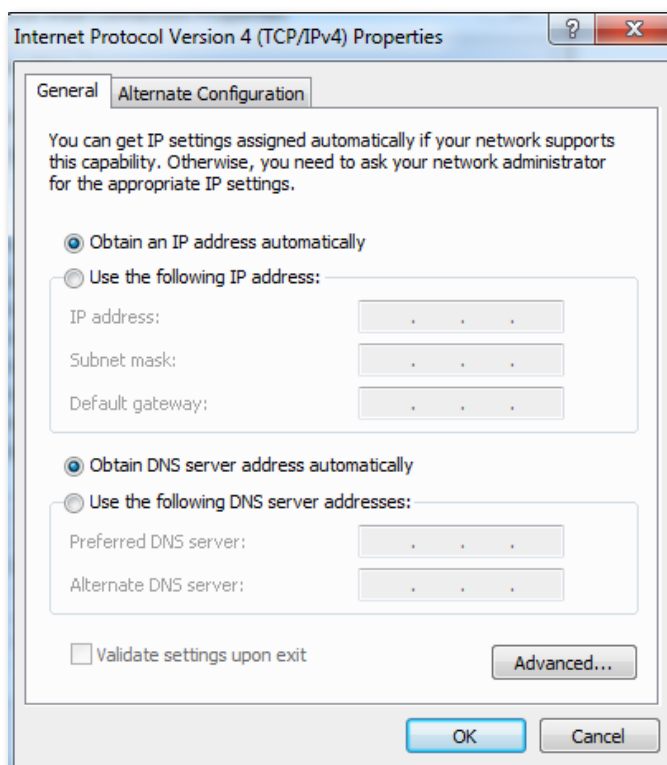 Internet Protocol Version 4 (TCP/IPv4) Properties
?
X
General
Alternate Configuration
You can get IP settings assigned automatically if your network supports
this capability. Otherwise, you need to ask your network administrator
for the appropriate IP settings.
Obtain an IP address automatically
Use the following IP address:
IP address: . . .
Subnet mask: . . .
Default gateway: . . .
Obtain DNS server address automatically
Use the following DNS server addresses:
Preferred DNS server: . . .
Alternate DNS server: . . .
Validate settings upon exit
Advanced...
OK
Cancel